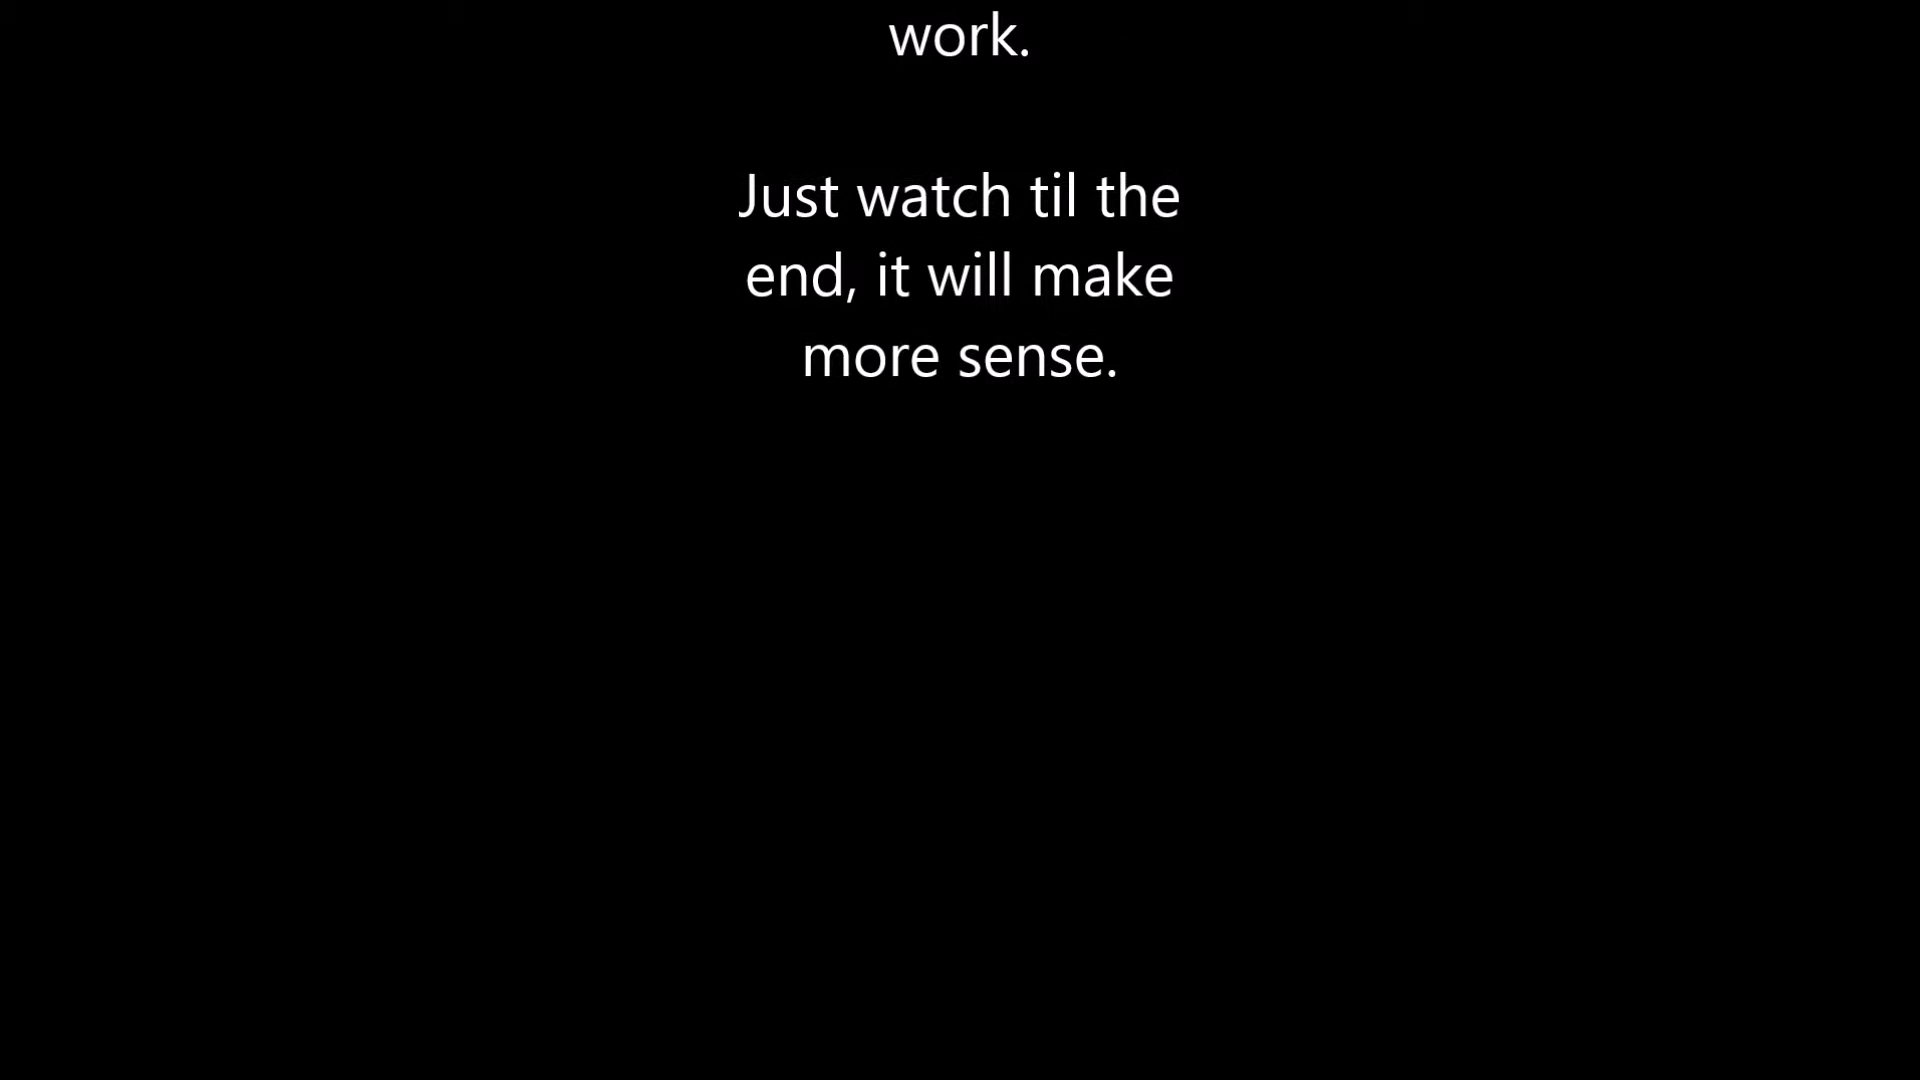 work.
Just watch til the
end, it will make
more sense.